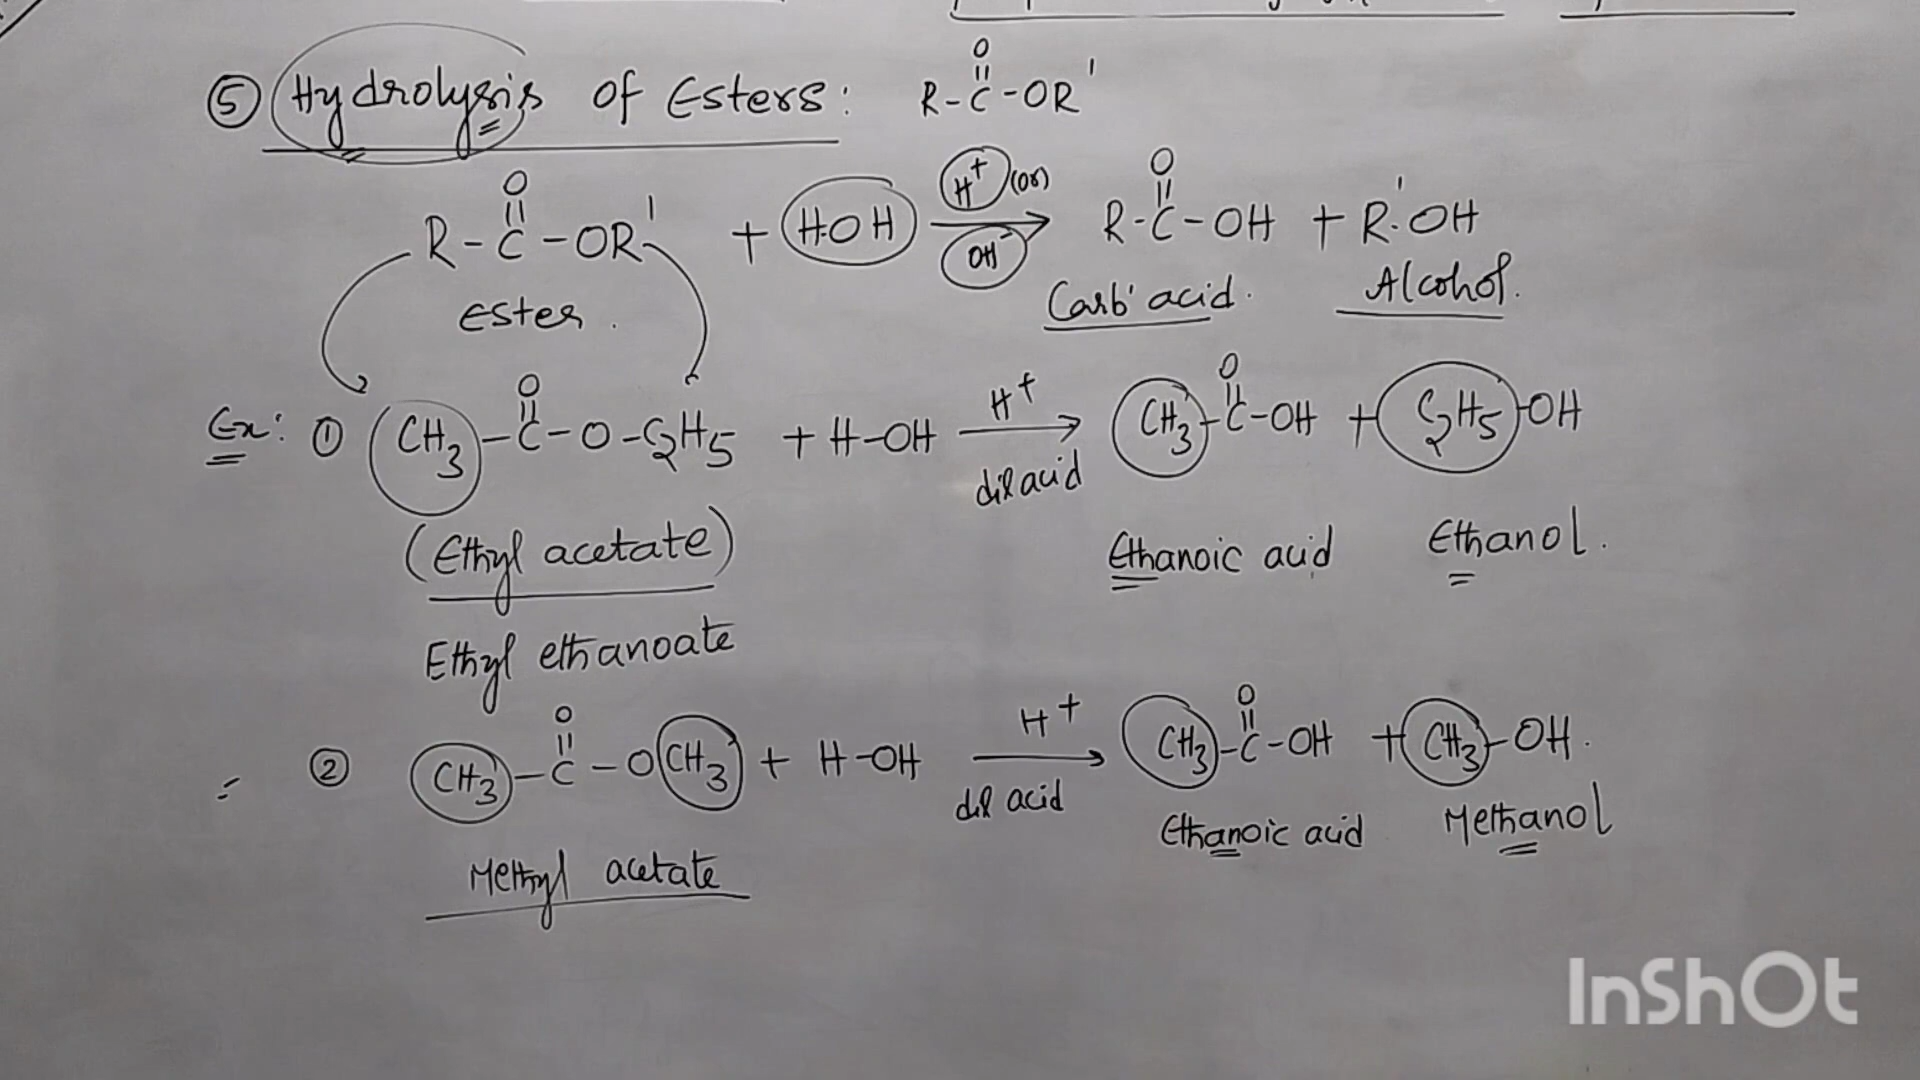 ⑤ Hydrolysis of Esters: R-C(=O)-OR'
R-C(=O)-OR' + H-OH —H⁺ (or) OH⁻→ R-C(=O)-OH + R'-OH
Ester. Carb' acid. Alcohol.
Ex: ① CH₃-C(=O)-O-C₂H₅ + H-OH —H⁺ dil acid→ CH₃-C(=O)-OH + C₂H₅-OH
(Ethyl acetate) Ethanoic acid Ethanol.
Ethyl ethanoate
② CH₃-C(=O)-OCH₃ + H-OH —H⁺ dil acid→ CH₃-C(=O)-OH + CH₃-OH.
Methyl acetate Ethanoic acid Methanol
InShOt